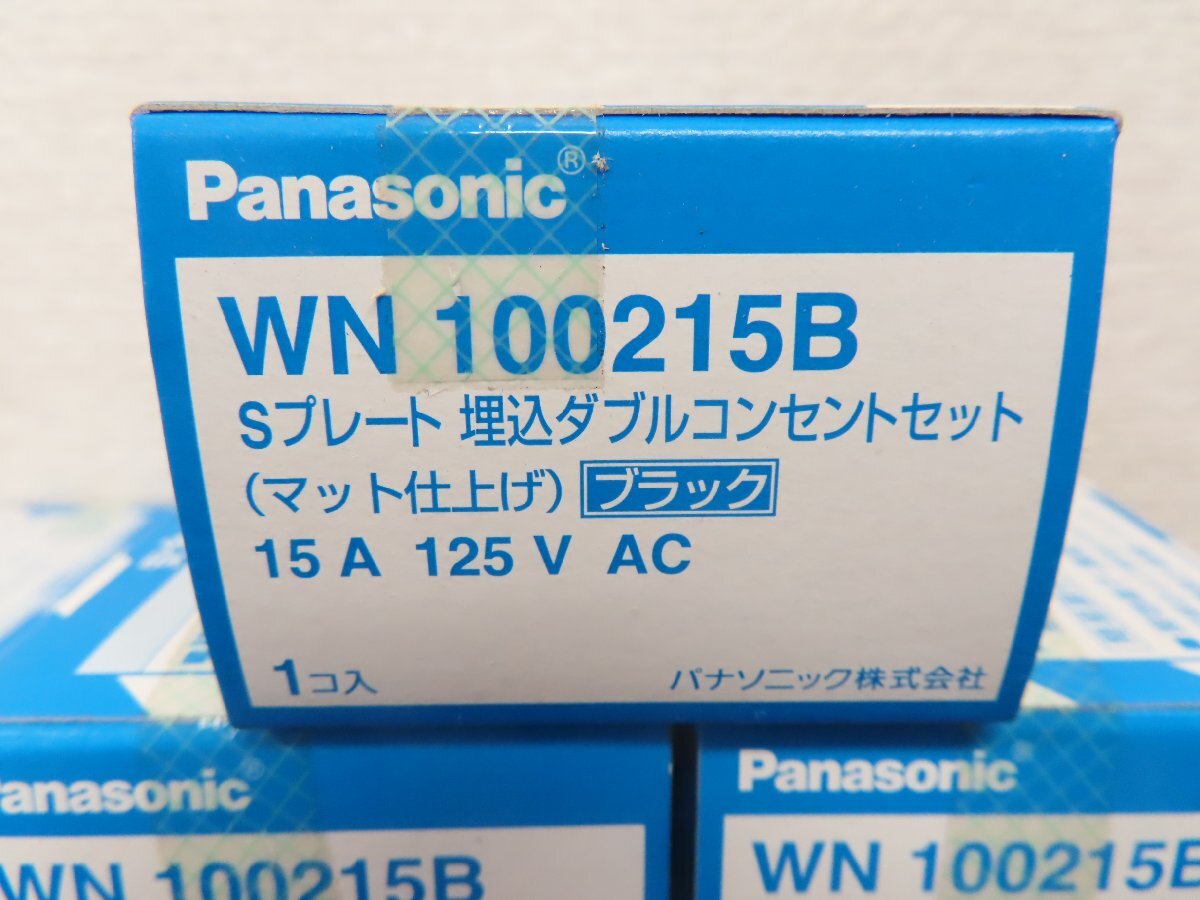 Panasonic®
WN 100215B
Sプレート 埋込ダブルコンセントセット
(マット仕上げ) ブラック
15 A 125 V AC
1コ入
パナソニック株式会社
Panasonic
WN 100215B
Panasonic
WN 100215B